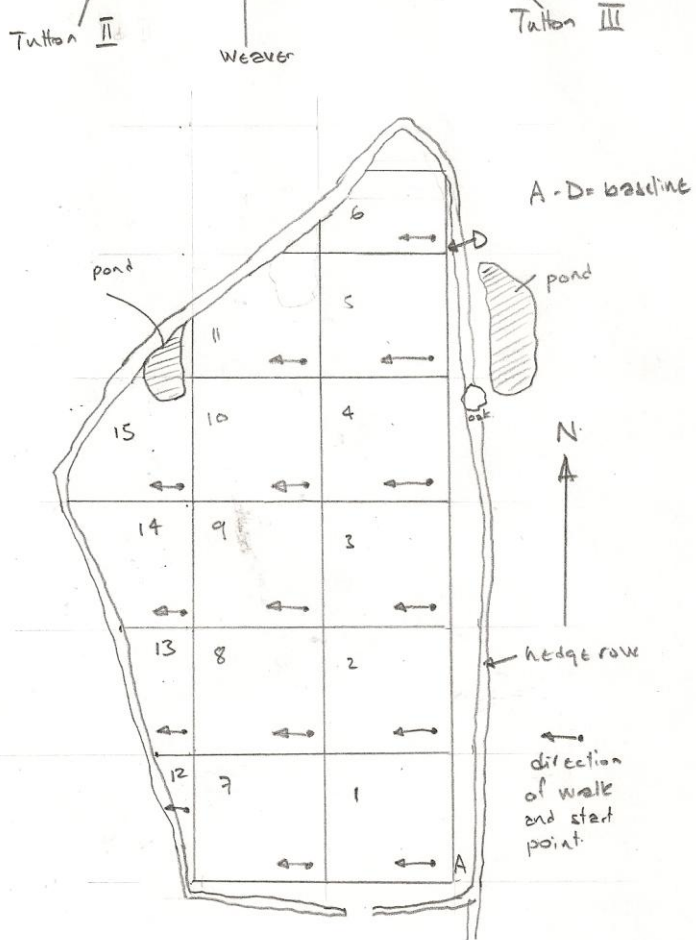 Tutton II
Weaver
Tutton III
A-D= baseline
6
D
pond
pond
5
11
oak
15
10
4
N
14
9
3
13
8
2
hedge row
12
7
1
A
direction
of walk
and start
point.